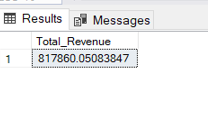 Results Messages
Total_Revenue
1 817860.05083847